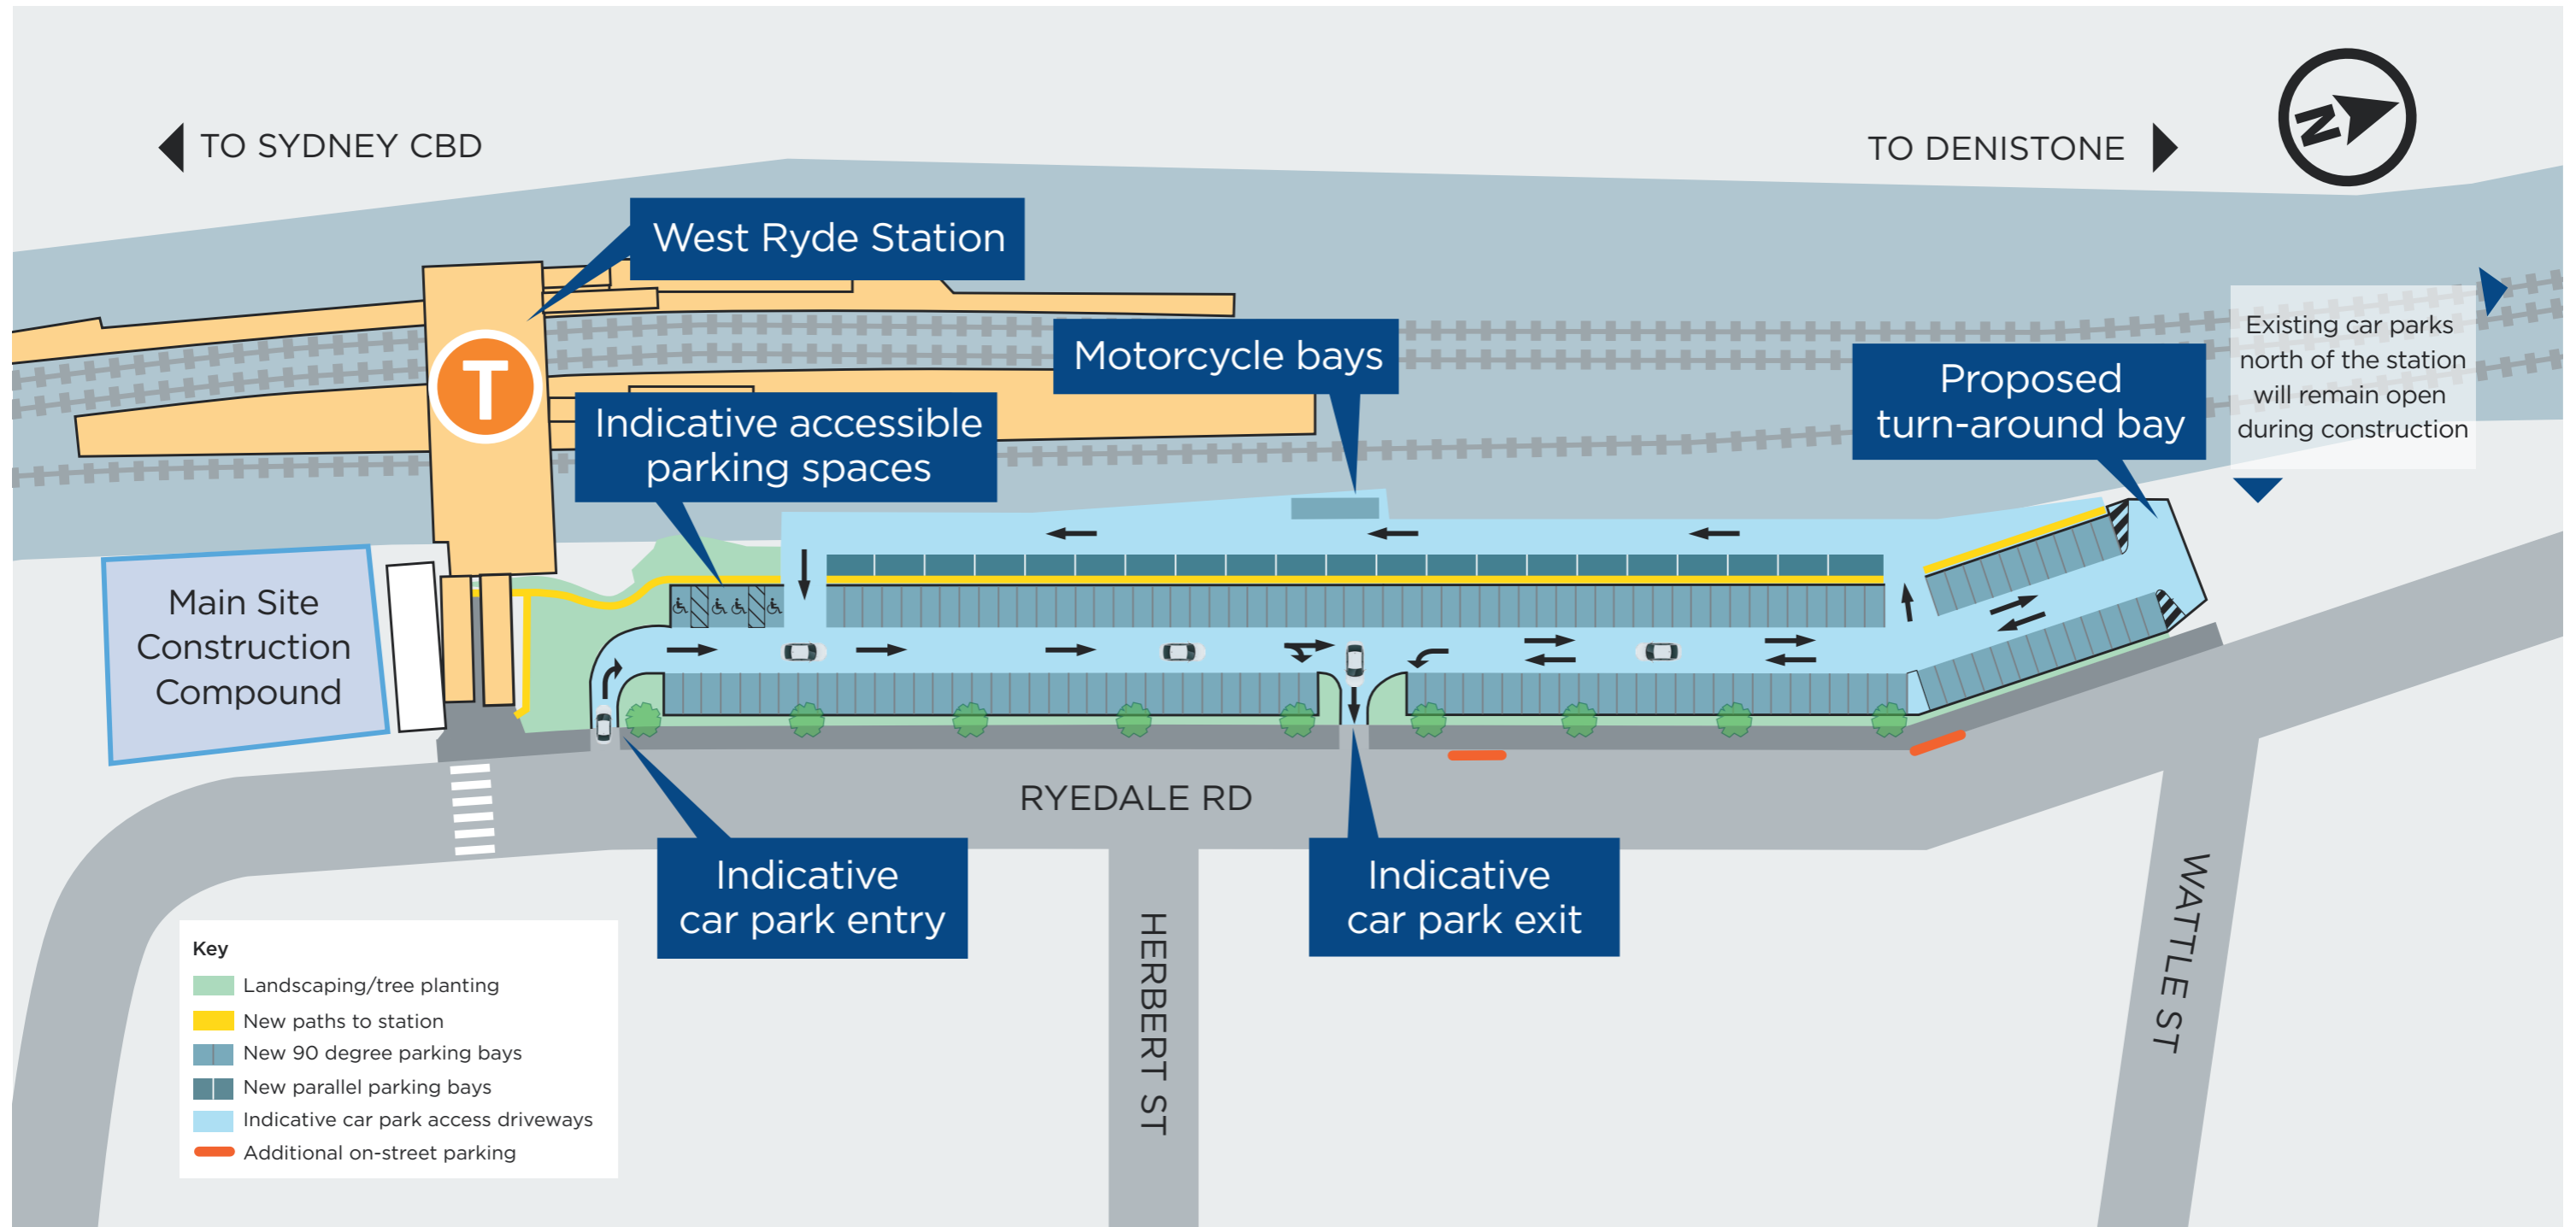 TO SYDNEY CBD
TO DENISTONE
N
West Ryde Station
Motorcycle bays
Existing car parks
north of the station
will remain open
during construction
Proposed
turn-around bay
T
Indicative accessible
parking spaces
Main Site
Construction
Compound
RYEDALE RD
Indicative
car park entry
Indicative
car park exit
HERBERT ST
WATTLE ST
Key
Landscaping/tree planting
New paths to station
New 90 degree parking bays
New parallel parking bays
Indicative car park access driveways
Additional on-street parking